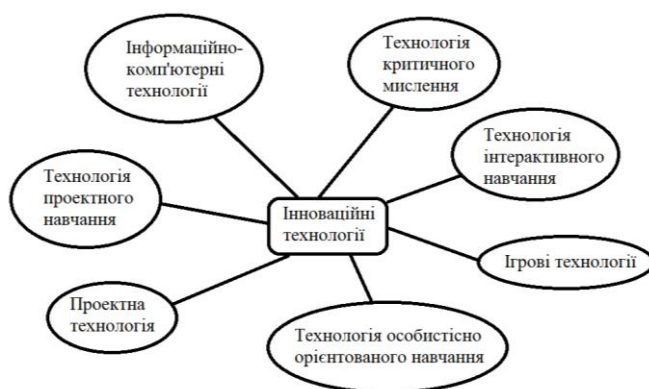 Інформаційно-
комп'ютерні
технології
Технологія
критичного
мислення
Технологія
інтерактивного
навчання
Технологія
проектного
навчання
Інноваційні
технології
Ігрові технології
Проектна
технологія
Технологія особистісно
орієнтованого навчання